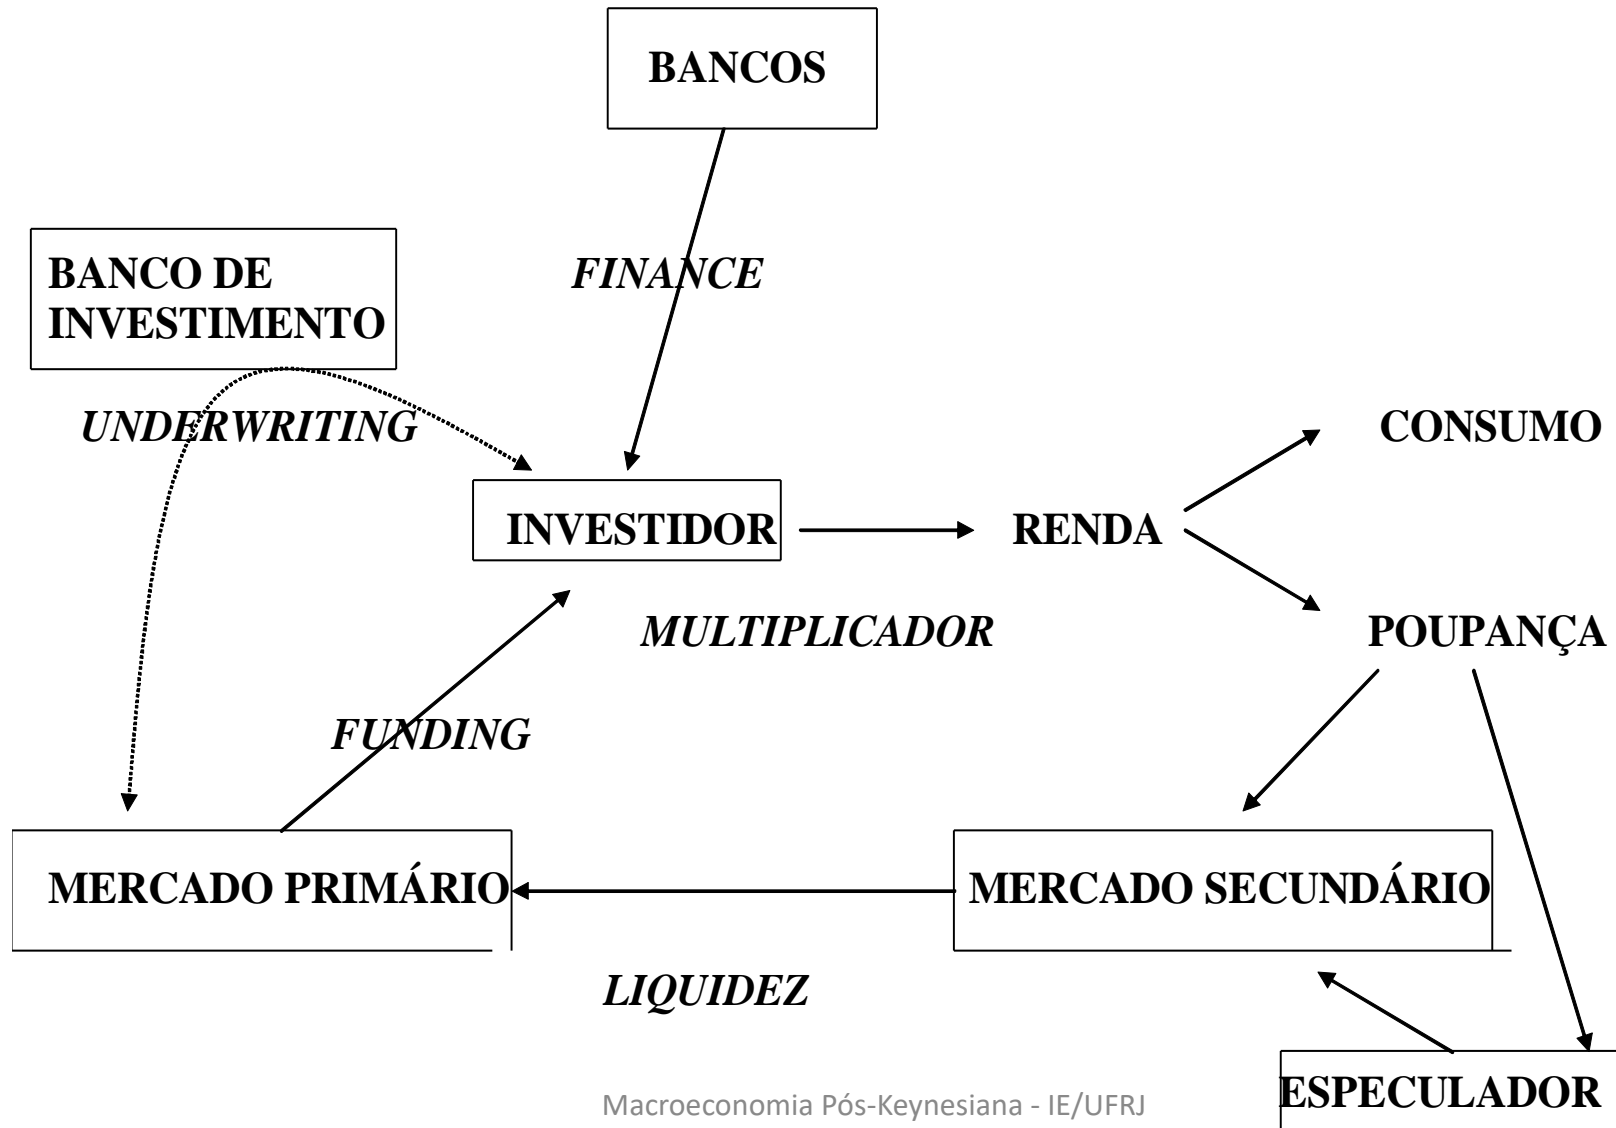 BANCOS
BANCO DE
INVESTIMENTO
FINANCE
UNDERWRITING
CONSUMO
INVESTIDOR
RENDA
MULTIPLICADOR
POUPANÇA
FUNDING
MERCADO PRIMÁRIO
MERCADO SECUNDÁRIO
LIQUIDEZ
Macroeconomia Pós-Keynesiana - IE/UFRJ
ESPECULADOR